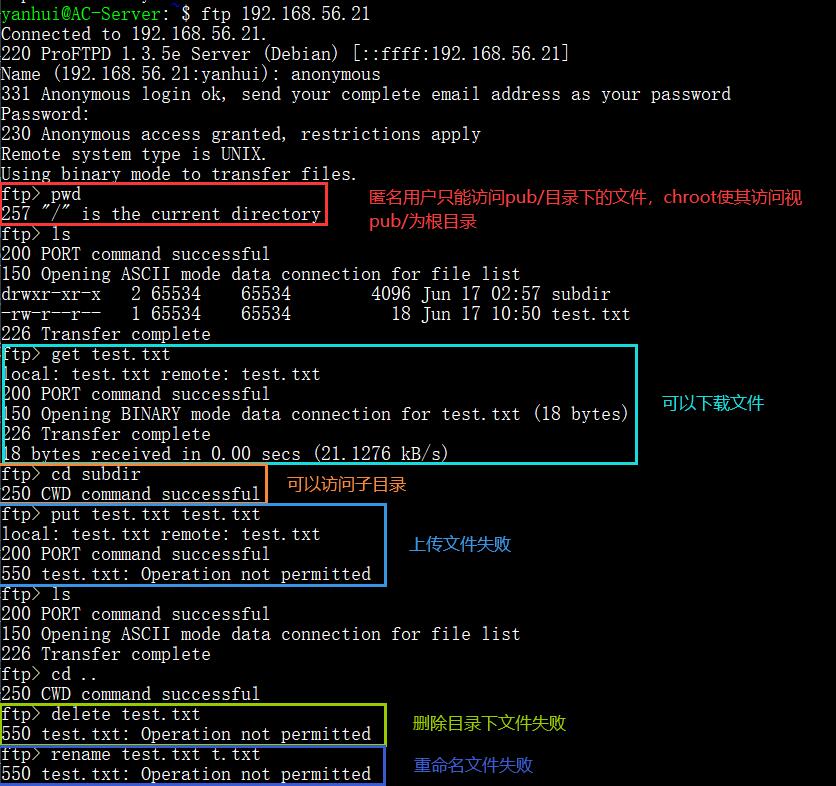 yanhui@AC-Server:~$ ftp 192.168.56.21
Connected to 192.168.56.21.
220 ProFTPD 1.3.5e Server (Debian) [::ffff:192.168.56.21]
Name (192.168.56.21:yanhui): anonymous
331 Anonymous login ok, send your complete email address as your password
Password:
230 Anonymous access granted, restrictions apply
Remote system type is UNIX.
Using binary mode to transfer files.
ftp> pwd
257 "/" is the current directory
匿名用户只能访问pub/目录下的文件，chroot使其访问视
pub/为根目录
ftp> ls
200 PORT command successful
150 Opening ASCII mode data connection for file list
drwxr-xr-x   2 65534    65534        4096 Jun 17 02:57 subdir
-rw-r--r--   1 65534    65534          18 Jun 17 10:50 test.txt
226 Transfer complete
ftp> get test.txt
local: test.txt remote: test.txt
200 PORT command successful
150 Opening BINARY mode data connection for test.txt (18 bytes)
226 Transfer complete
18 bytes received in 0.00 secs (21.1276 kB/s)
可以下载文件
ftp> cd subdir
250 CWD command successful
可以访问子目录
ftp> put test.txt test.txt
local: test.txt remote: test.txt
200 PORT command successful
550 test.txt: Operation not permitted
上传文件失败
ftp> ls
200 PORT command successful
150 Opening ASCII mode data connection for file list
226 Transfer complete
ftp> cd ..
250 CWD command successful
ftp> delete test.txt
550 test.txt: Operation not permitted
删除目录下文件失败
ftp> rename test.txt t.txt
550 test.txt: Operation not permitted
重命名文件失败